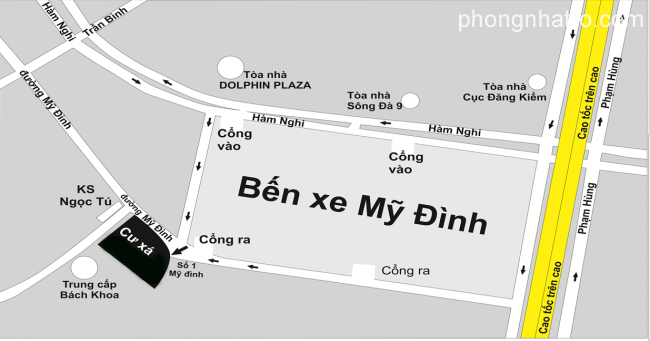 phongnhatro.com
Hàm Nghi
Trần Bình
đường Mỹ Đình
Tòa nhà
DOLPHIN PLAZA
Tòa nhà
Sông Đà 9
Tòa nhà
Cục Đăng Kiểm
Cao tốc trên cao
Phạm Hùng
Hàm Nghi
Hàm Nghi
Cổng
vào
Cổng
vào
Bến xe Mỹ Đình
KS
Ngọc Tú
đường Mỹ Đình
Cư xá
Cổng ra
Số 1
Mỹ đình
Cổng ra
Trung cấp
Bách Khoa
Phạm Hùng
Cao tốc trên cao